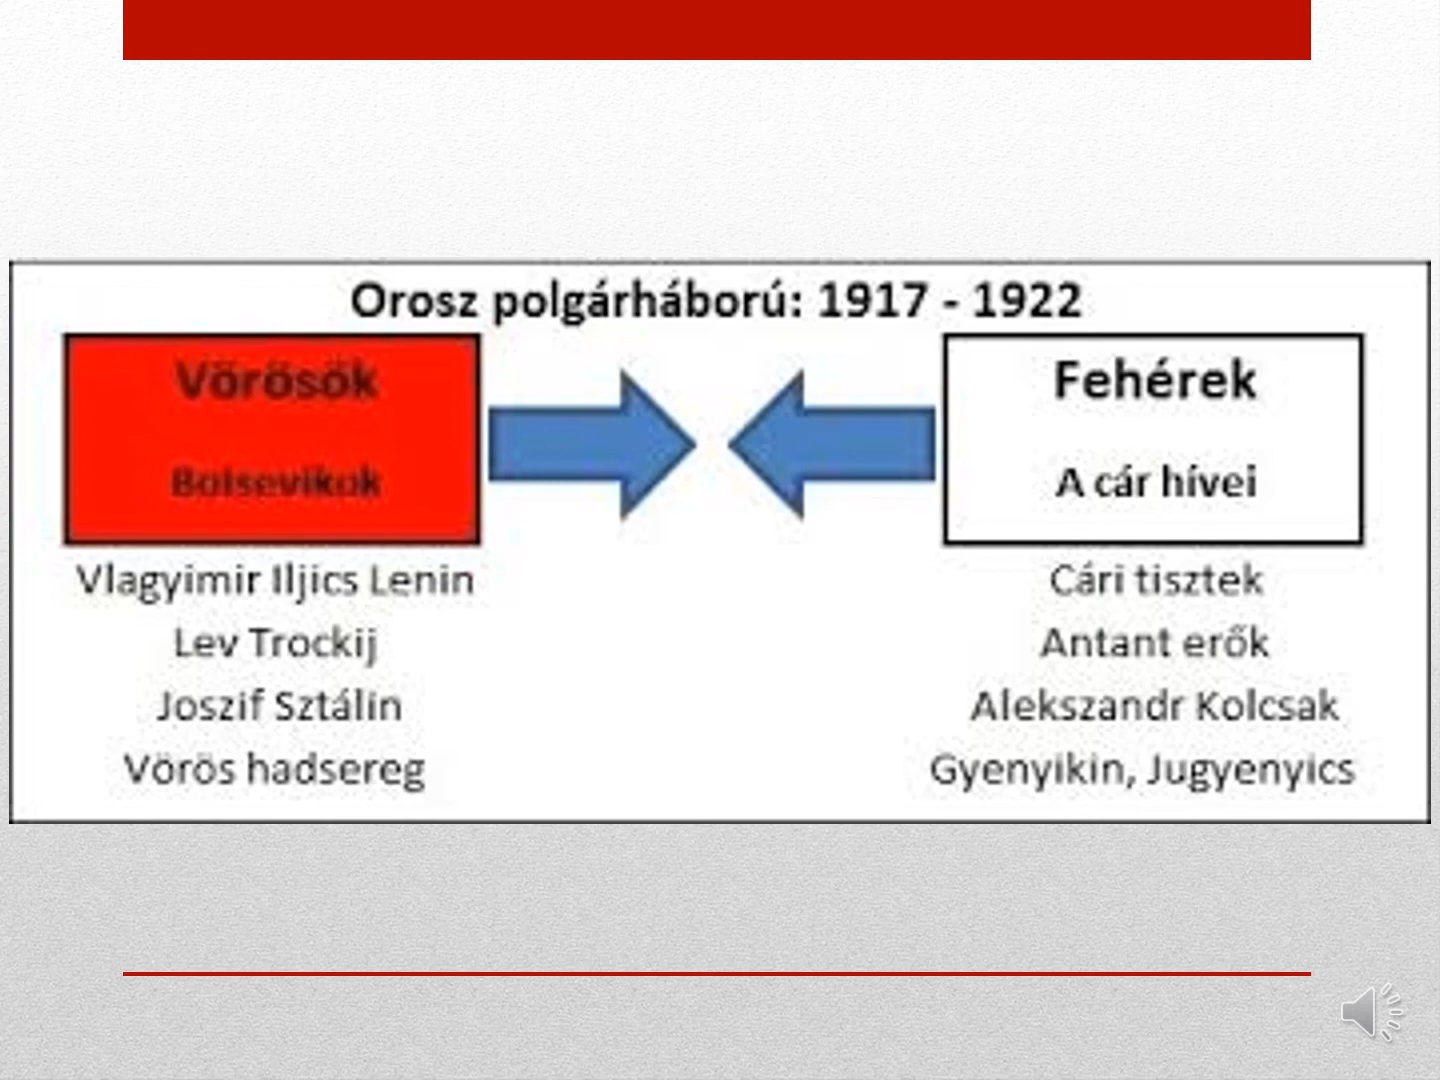 Orosz polgárháború: 1917 - 1922
Vörösök
Bolsevikok
Vlagyimir Iljics Lenin
Lev Trockij
Joszif Sztálin
Vörös hadsereg
Fehérek
A cár hívei
Cári tisztek
Antant erők
Alekszandr Kolcsak
Gyenyikin, Jugyenyics